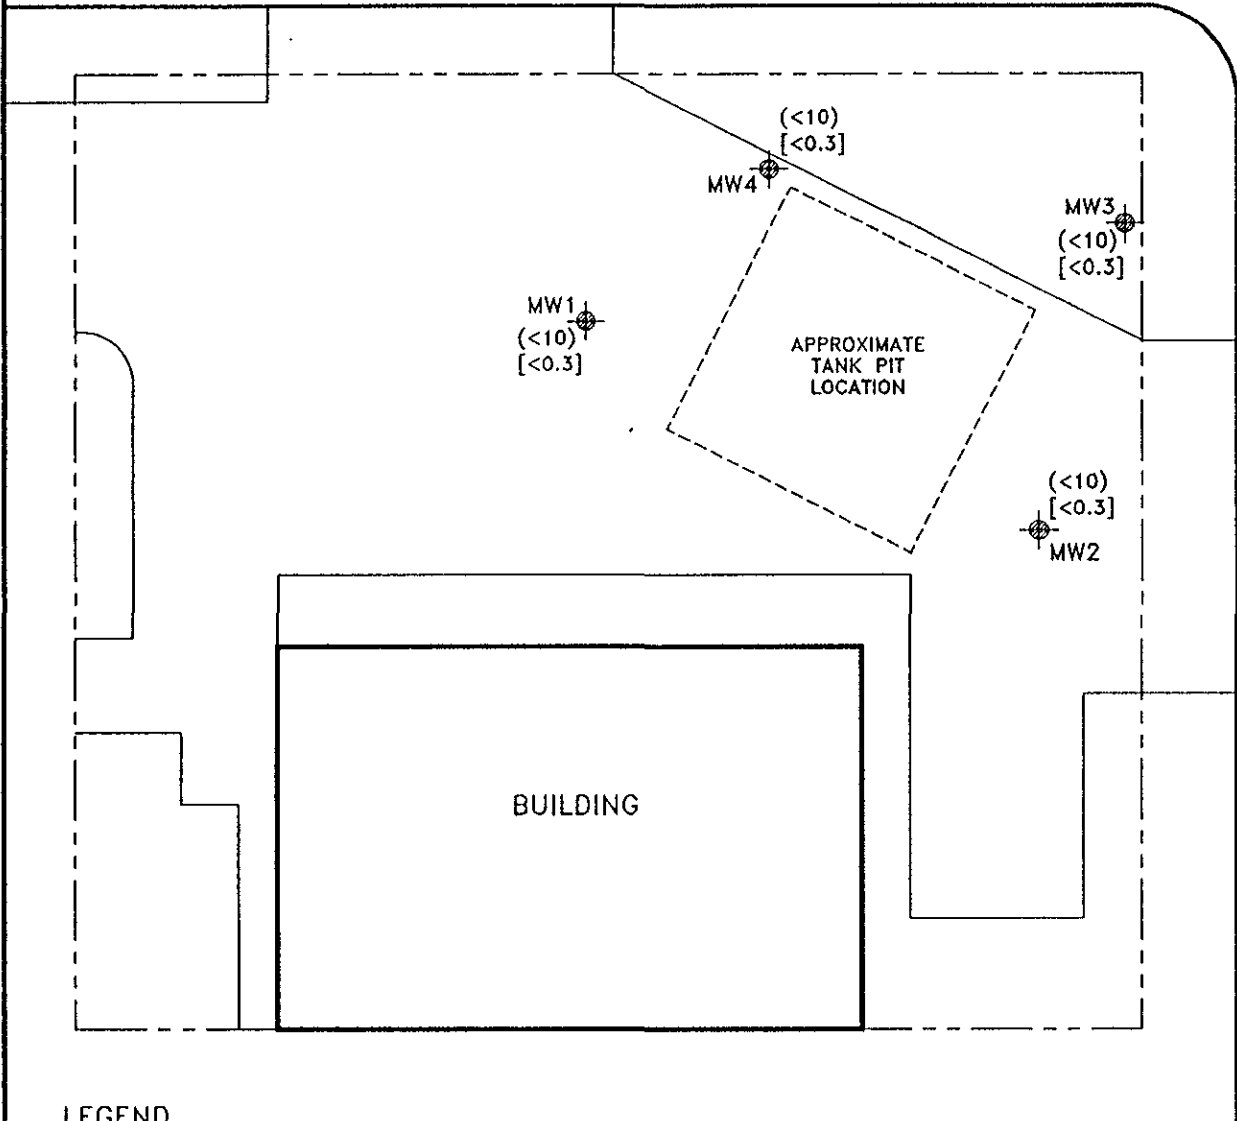 (<10)
[<0.3]
MW4
MW3
(<10)
[<0.3]
MW1
(<10)
[<0.3]
APPROXIMATE
TANK PIT
LOCATION
(<10)
[<0.3]
MW2
BUILDING
LEGEND